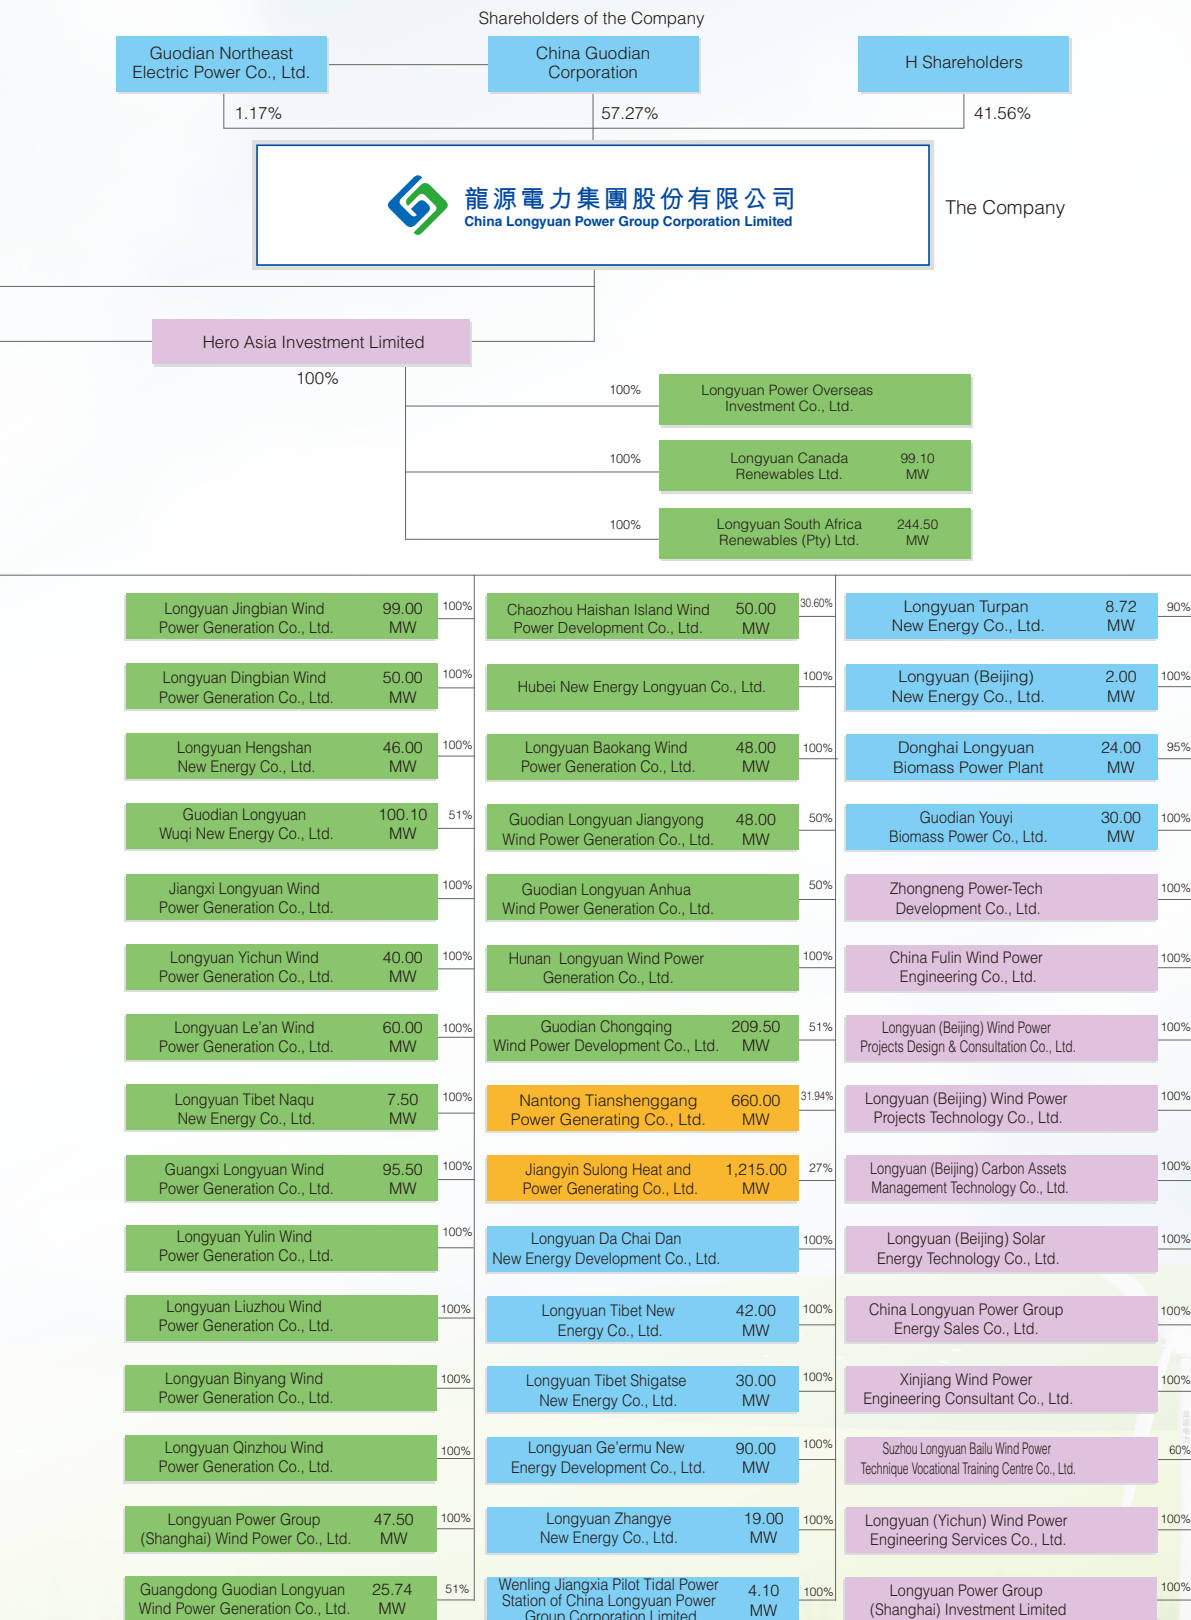 Shareholders of the Company
Guodian Northeast
Electric Power Co., Ltd.
China Guodian
Corporation
H Shareholders
1.17%
57.27%
41.56%
龍源電力集團股份有限公司
China Longyuan Power Group Corporation Limited
The Company
Hero Asia Investment Limited
100%
100%
Longyuan Power Overseas
Investment Co., Ltd.
100%
Longyuan Canada
Renewables Ltd.
99.10
MW
100%
Longyuan South Africa
Renewables (Pty) Ltd.
244.50
MW
Longyuan Jingbian Wind
Power Generation Co., Ltd.
99.00
MW
100%
Longyuan Dingbian Wind
Power Generation Co., Ltd.
50.00
MW
100%
Longyuan Hengshan
New Energy Co., Ltd.
46.00
MW
100%
Guodian Longyuan
Wuqi New Energy Co., Ltd.
100.10
MW
51%
Jiangxi Longyuan Wind
Power Generation Co., Ltd.
100%
Longyuan Yichun Wind
Power Generation Co., Ltd.
40.00
MW
100%
Longyuan Le'an Wind
Power Generation Co., Ltd.
60.00
MW
100%
Longyuan Tibet Naqu
New Energy Co., Ltd.
7.50
MW
100%
Guangxi Longyuan Wind
Power Generation Co., Ltd.
95.50
MW
100%
Longyuan Yulin Wind
Power Generation Co., Ltd.
100%
Longyuan Liuzhou Wind
Power Generation Co., Ltd.
100%
Longyuan Binyang Wind
Power Generation Co., Ltd.
100%
Longyuan Qinzhou Wind
Power Generation Co., Ltd.
100%
Longyuan Power Group
(Shanghai) Wind Power Co., Ltd.
47.50
MW
100%
Guangdong Guodian Longyuan
Wind Power Generation Co., Ltd.
25.74
MW
51%
Chaozhou Haishan Island Wind
Power Development Co., Ltd.
50.00
MW
30.60%
Hubei New Energy Longyuan Co., Ltd.
100%
Longyuan Baokang Wind
Power Generation Co., Ltd.
48.00
MW
100%
Guodian Longyuan Jiangyong
Wind Power Generation Co., Ltd.
48.00
MW
50%
Guodian Longyuan Anhua
Wind Power Generation Co., Ltd.
50%
Hunan Longyuan Wind Power
Generation Co., Ltd.
100%
Guodian Chongqing
Wind Power Development Co., Ltd.
209.50
MW
51%
Nantong Tianshenggang
Power Generating Co., Ltd.
660.00
MW
31.94%
Jiangyin Sulong Heat and
Power Generating Co., Ltd.
1,215.00
MW
27%
Longyuan Da Chai Dan
New Energy Development Co., Ltd.
100%
Longyuan Tibet New
Energy Co., Ltd.
42.00
MW
100%
Longyuan Tibet Shigatse
New Energy Co., Ltd.
30.00
MW
100%
Longyuan Ge'ermu New
Energy Development Co., Ltd.
90.00
MW
100%
Longyuan Zhangye
New Energy Co., Ltd.
19.00
MW
100%
Wenling Jiangxia Pilot Tidal Power
Station of China Longyuan Power
Group Corporation Limited
4.10
MW
100%
Longyuan Turpan
New Energy Co., Ltd.
8.72
MW
90%
Longyuan (Beijing)
New Energy Co., Ltd.
2.00
MW
100%
Donghai Longyuan
Biomass Power Plant
24.00
MW
95%
Guodian Youyi
Biomass Power Co., Ltd.
30.00
MW
100%
Zhongneng Power-Tech
Development Co., Ltd.
100%
China Fulin Wind Power
Engineering Co., Ltd.
100%
Longyuan (Beijing) Wind Power
Projects Design & Consultation Co., Ltd.
100%
Longyuan (Beijing) Wind Power
Projects Technology Co., Ltd.
100%
Longyuan (Beijing) Carbon Assets
Management Technology Co., Ltd.
100%
Longyuan (Beijing) Solar
Energy Technology Co., Ltd.
100%
China Longyuan Power Group
Energy Sales Co., Ltd.
100%
Xinjiang Wind Power
Engineering Consultant Co., Ltd.
100%
Suzhou Longyuan Bailu Wind Power
Technique Vocational Training Centre Co., Ltd.
60%
Longyuan (Yichun) Wind Power
Engineering Services Co., Ltd.
100%
Longyuan Power Group
(Shanghai) Investment Limited
100%